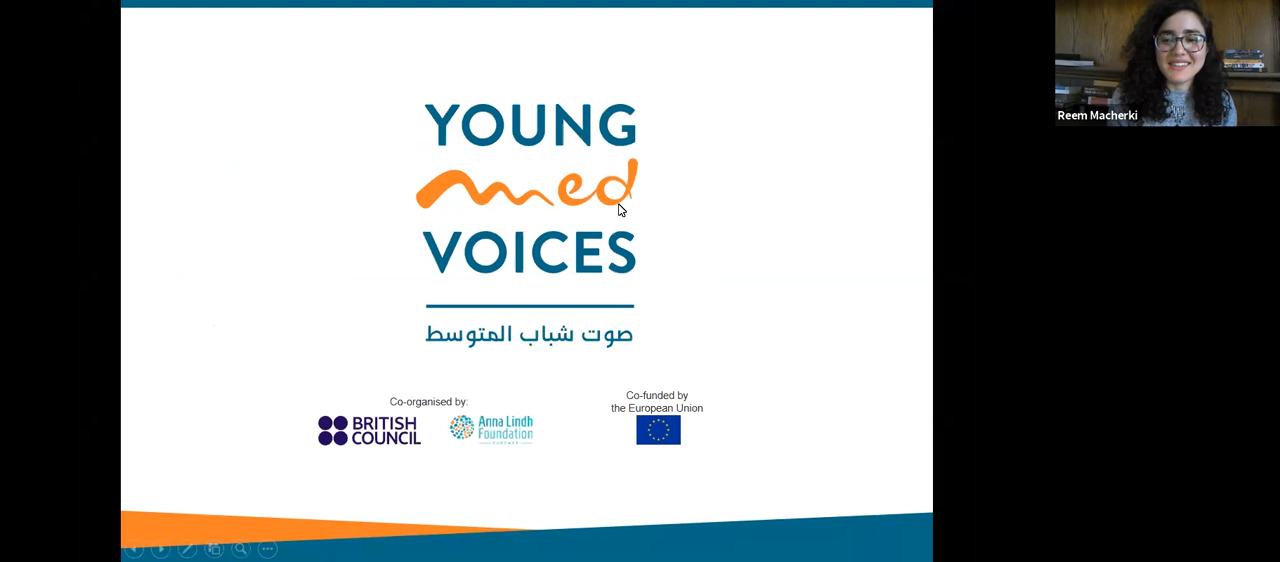 YOUNG
med
VOICES
صوت شباب المتوسط
Co-organised by:
BRITISH
COUNCIL
Anna Lindh
Foundation
Co-funded by
the European Union
Reem Macherki